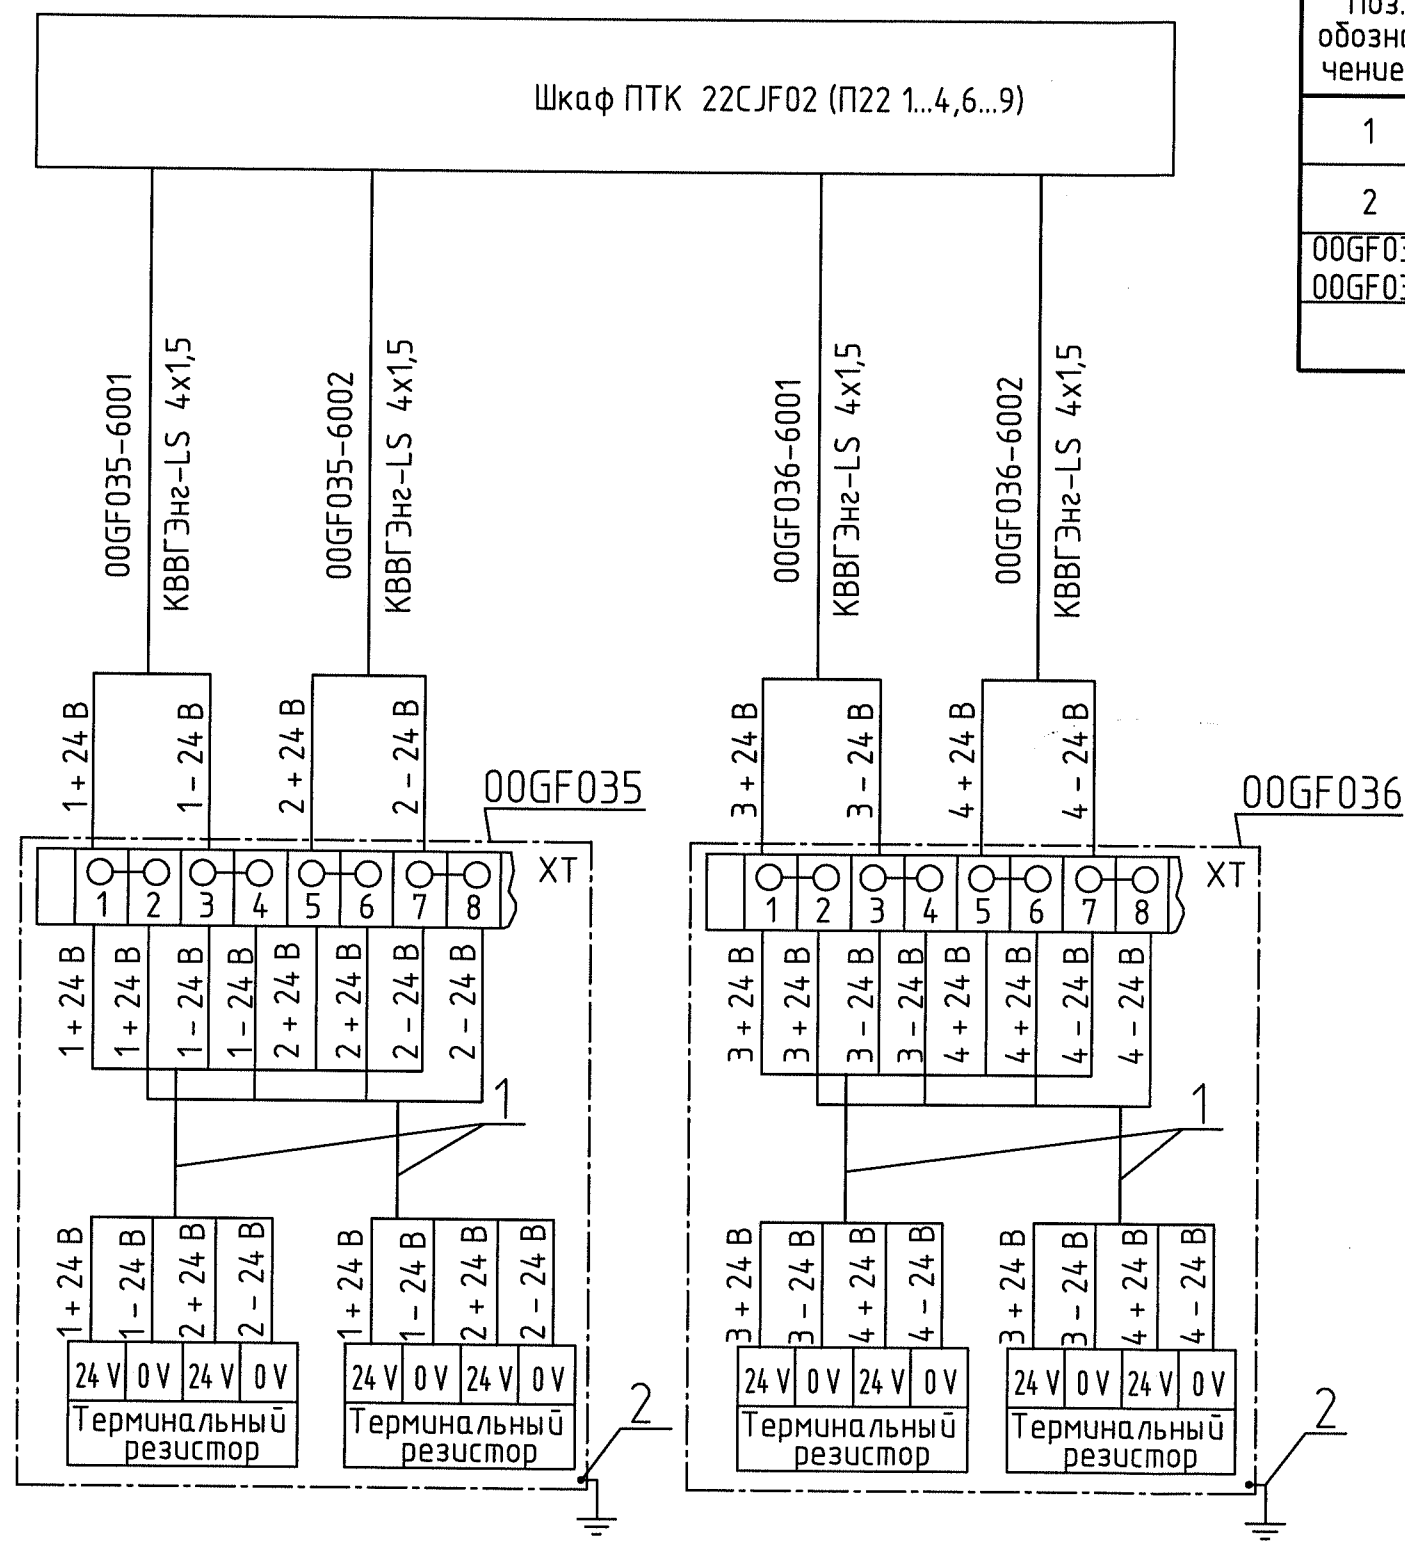 Шкаф ПТК 22CJF02 (П22 1...4,6...9)
Поз.
чение
1
2
00GF035-6001
КВВГЭнг-LS 4x1,5
00GF035-6002
КВВГЭнг-LS 4x1,5
00GF036-6001
КВВГЭнг-LS 4x1,5
00GF036-6002
КВВГЭнг-LS 4x1,5
1 + 24 В
1 - 24 В
2 + 24 В
2 - 24 В
00GF035
3 + 24 В
3 - 24 В
4 + 24 В
4 - 24 В
00GF036
XT
1 2 3 4 5 6 7 8
XT
1 2 3 4 5 6 7 8
1 + 24 В
1 + 24 В
1 - 24 В
1 - 24 В
2 + 24 В
2 + 24 В
2 - 24 В
2 - 24 В
3 + 24 В
3 + 24 В
3 - 24 В
3 - 24 В
4 + 24 В
4 + 24 В
4 - 24 В
4 - 24 В
1
1
1 + 24 В
1 - 24 В
2 + 24 В
2 - 24 В
1 + 24 В
1 - 24 В
2 + 24 В
2 - 24 В
3 + 24 В
3 - 24 В
4 + 24 В
4 - 24 В
3 + 24 В
3 - 24 В
4 + 24 В
4 - 24 В
24 V 0 V 24 V 0 V
Терминальный
резистор
24 V 0 V 24 V 0 V
Терминальный
резистор
2
24 V 0 V 24 V 0 V
Терминальный
резистор
24 V 0 V 24 V 0 V
Терминальный
резистор
2